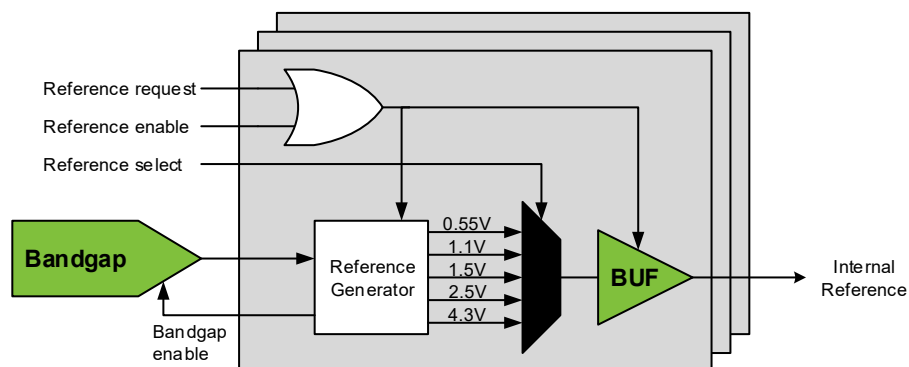 Reference request
Reference enable
Reference select
Bandgap
Reference
Generator
0.55V
1.1V
1.5V
2.5V
4.3V
BUF
Internal
Reference
Bandgap
enable